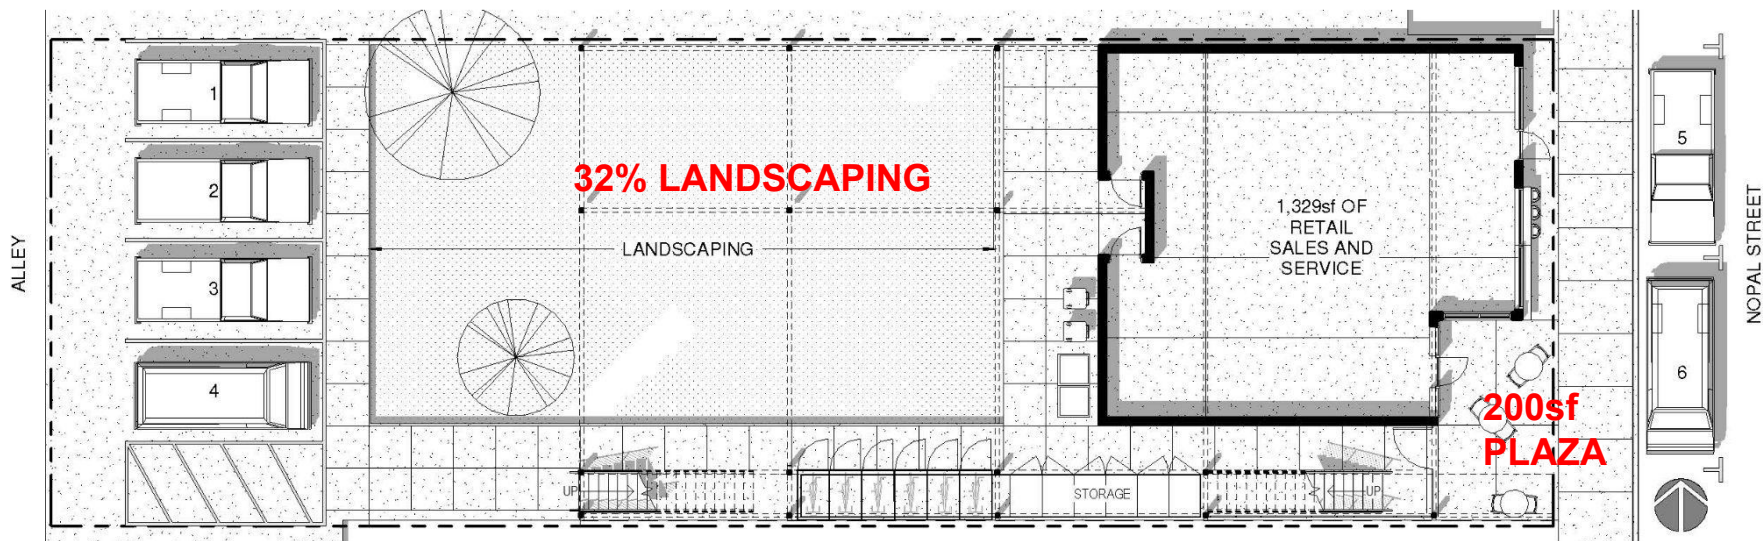 ALLEY
1
2
3
4
32% LANDSCAPING
LANDSCAPING
1,329sf OF
RETAIL
SALES AND
SERVICE
200sf
PLAZA
UP
STORAGE
UP
5
6
NOPAL STREET